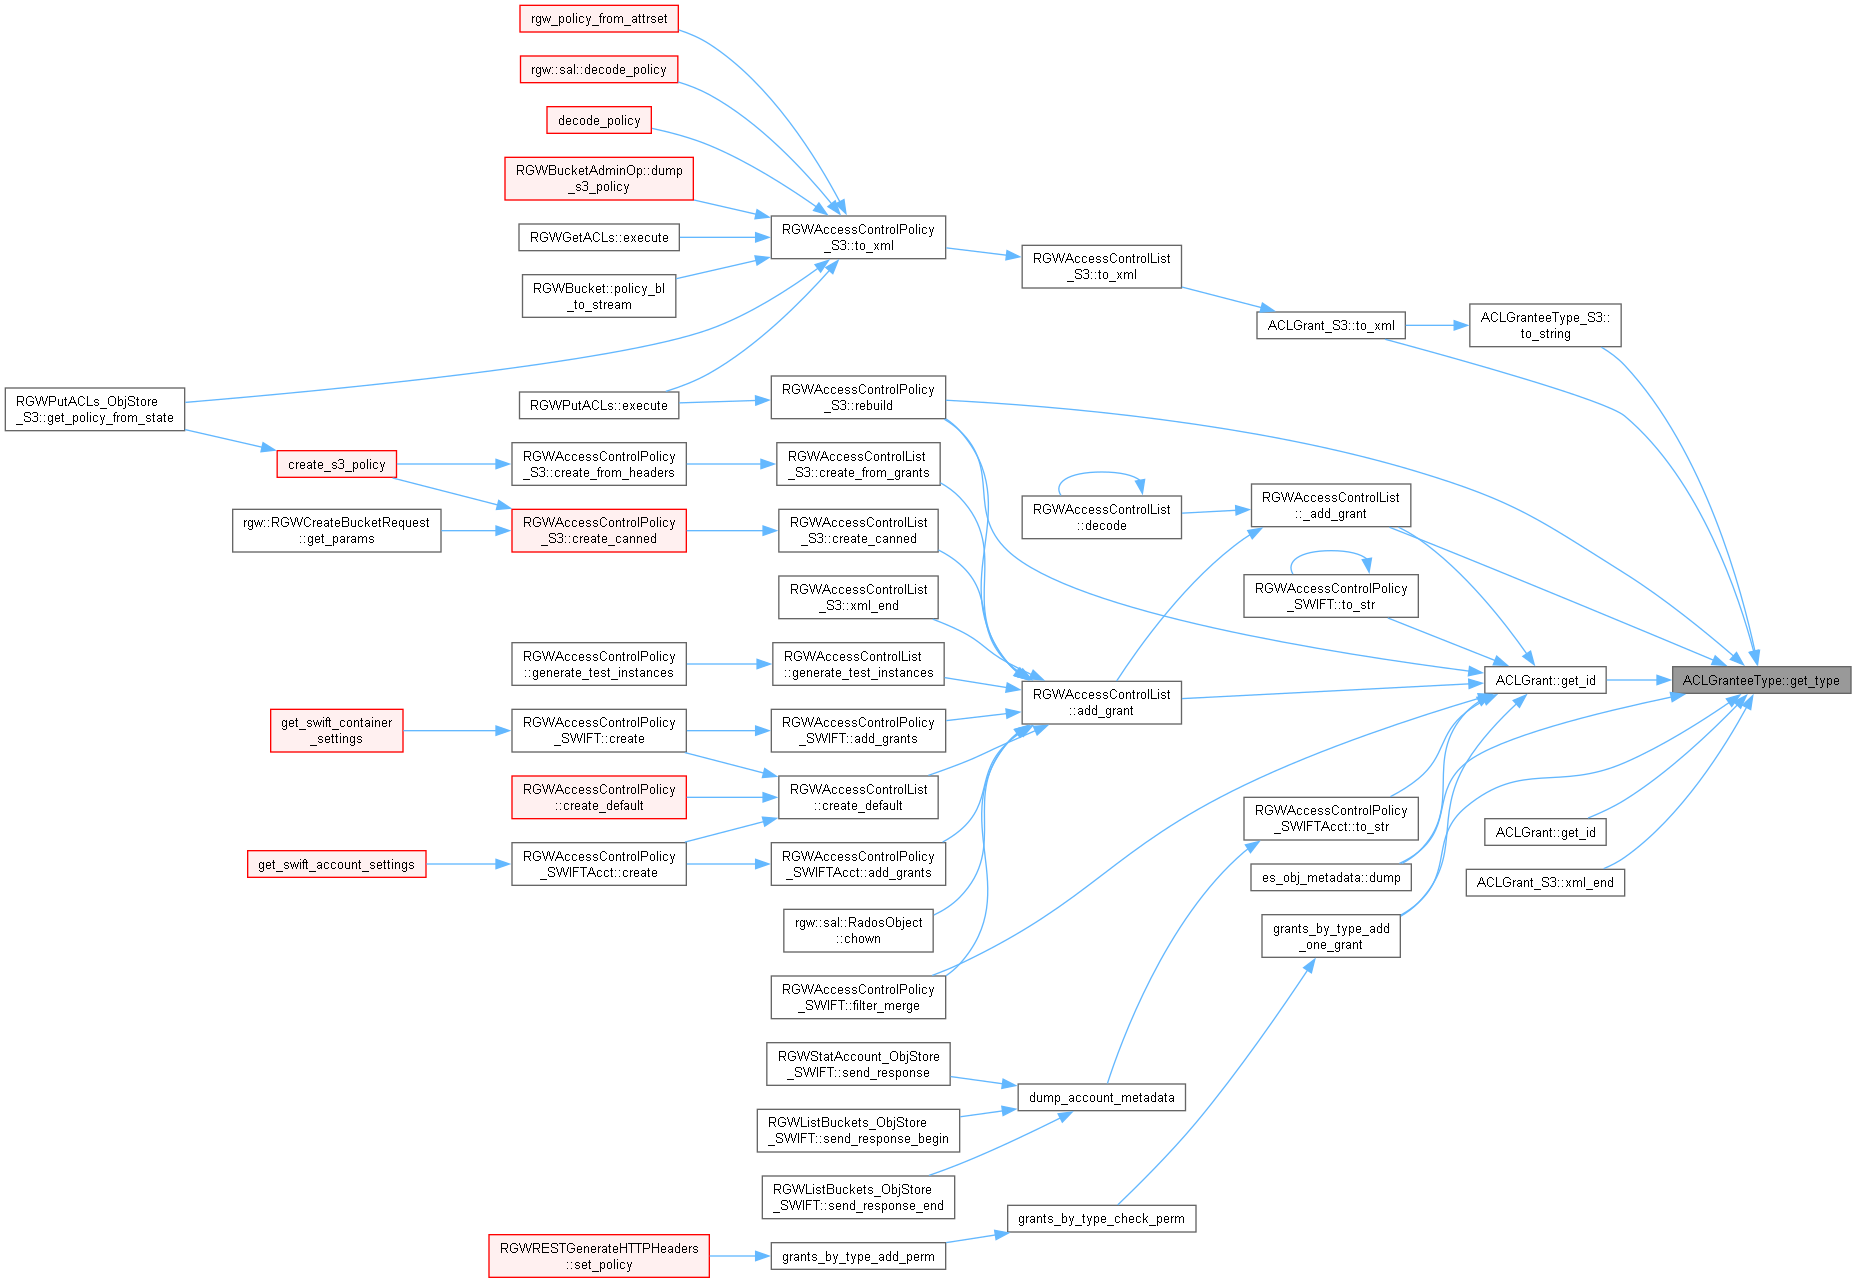 rgw_policy_from_attrset
rgw::sal::decode_policy
decode_policy
RGWBucketAdminOp::dump
_s3_policy
RGWGetACLs::execute
RGWBucket::policy_bl
_to_stream
RGWAccessControlPolicy
_S3::to_xml
RGWAccessControlList
_S3::to_xml
ACLGrant_S3::to_xml
ACLGranteeType_S3::
to_string
RGWPutACLs_ObjStore
_S3::get_policy_from_state
RGWPutACLs::execute
RGWAccessControlPolicy
_S3::rebuild
create_s3_policy
RGWAccessControlPolicy
_S3::create_from_headers
RGWAccessControlList
_S3::create_from_grants
rgw::RGWCreateBucketRequest
::get_params
RGWAccessControlPolicy
_S3::create_canned
RGWAccessControlList
_S3::create_canned
RGWAccessControlList
::decode
RGWAccessControlList
::_add_grant
RGWAccessControlList
_S3::xml_end
RGWAccessControlPolicy
_SWIFT::to_str
RGWAccessControlPolicy
::generate_test_instances
RGWAccessControlList
::generate_test_instances
RGWAccessControlList
::add_grant
ACLGrant::get_id
ACLGranteeType::get_type
get_swift_container
_settings
RGWAccessControlPolicy
_SWIFT::create
RGWAccessControlPolicy
_SWIFT::add_grants
RGWAccessControlPolicy
::create_default
RGWAccessControlList
::create_default
RGWAccessControlPolicy
_SWIFTAcct::to_str
ACLGrant::get_id
get_swift_account_settings
RGWAccessControlPolicy
_SWIFTAcct::create
RGWAccessControlPolicy
_SWIFTAcct::add_grants
es_obj_metadata::dump
ACLGrant_S3::xml_end
rgw::sal::RadosObject
::chown
grants_by_type_add
_one_grant
RGWAccessControlPolicy
_SWIFT::filter_merge
RGWStatAccount_ObjStore
_SWIFT::send_response
dump_account_metadata
RGWListBuckets_ObjStore
_SWIFT::send_response_begin
RGWListBuckets_ObjStore
_SWIFT::send_response_end
grants_by_type_check_perm
RGWRESTGenerateHTTPHeaders
::set_policy
grants_by_type_add_perm